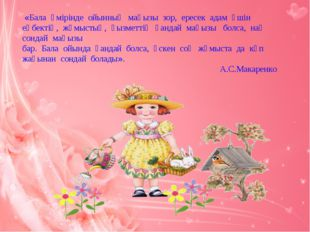 «Бала өмірінде ойынның маңызы зор, ересек адам үшін
еңбектің, жұмыстың, қызметтің қандай маңызы болса, нақ
сондай маңызы
бар. Бала ойында қандай болса, өскен соң жұмыста да көп
жағынан сондай болады».
А.С.Макаренко